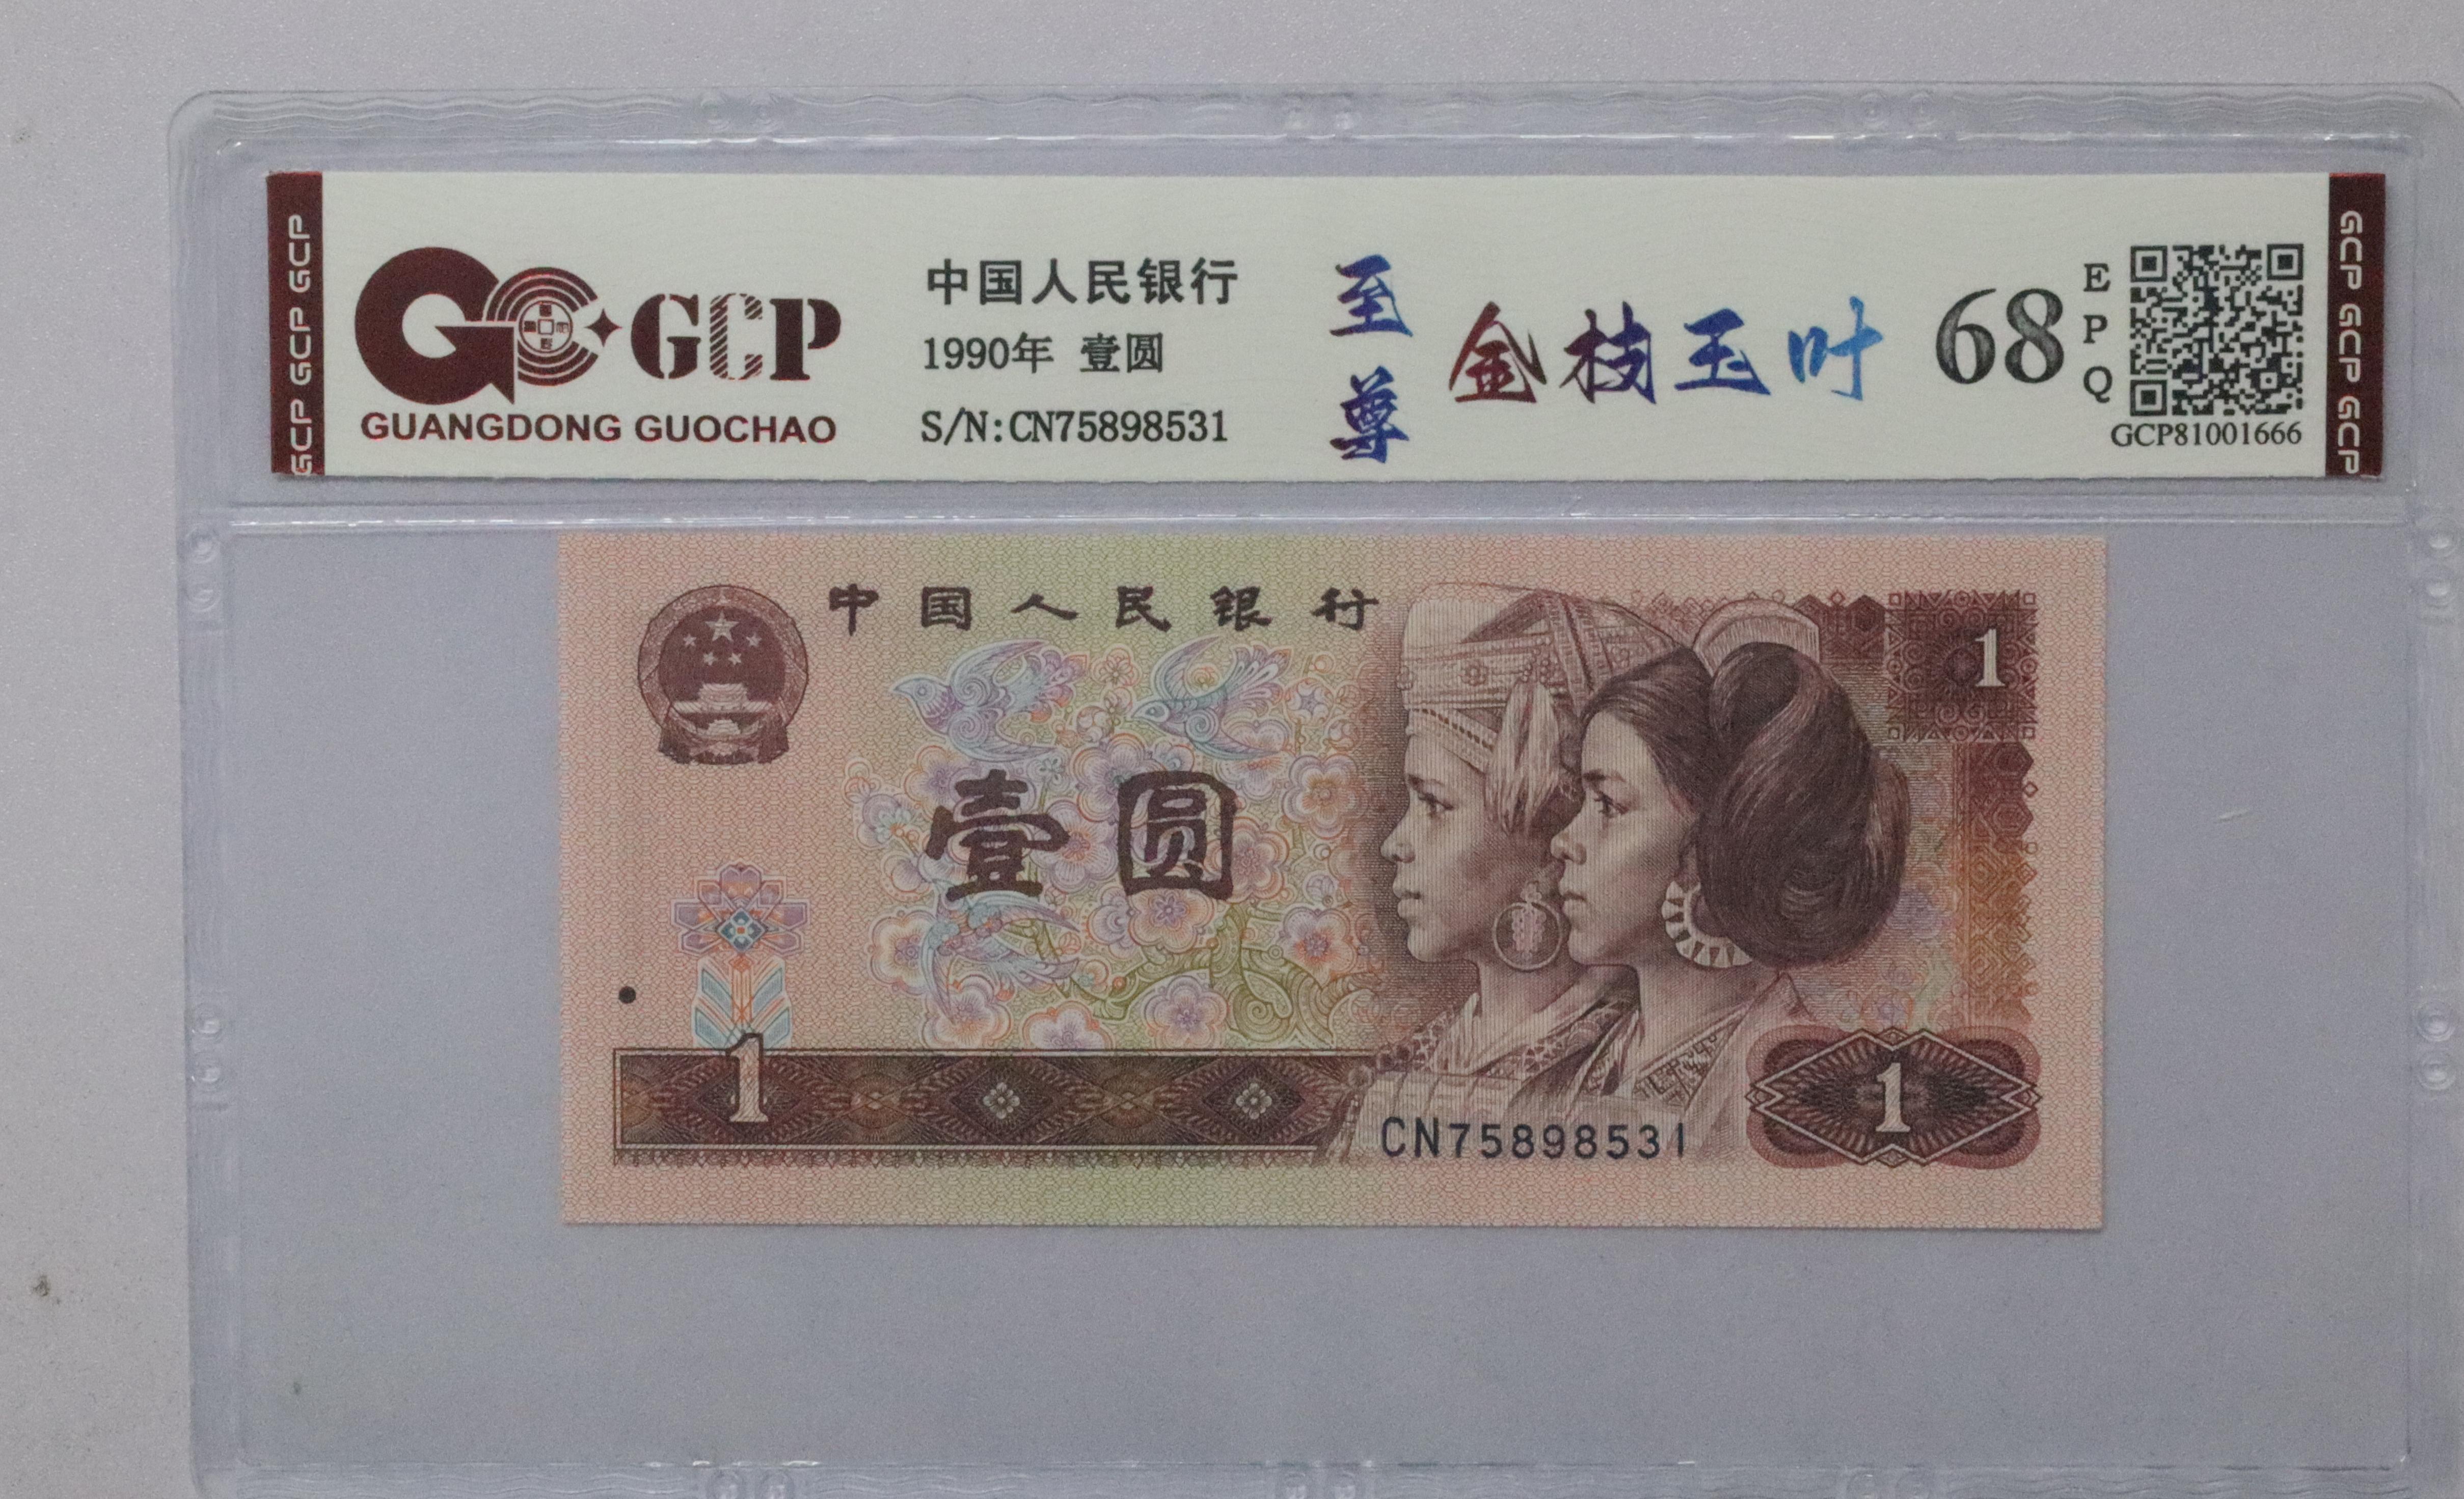 GCP GCP GCP
GCP
GUANGDONG GUOCHAO
中国人民银行
1990年 壹圆
S/N:CN75898531
至尊
金枝玉叶
68
EPQ
GCP81001666
GCP GCP GCP
中国人民银行
1
壹圆
1
1
CN75898531